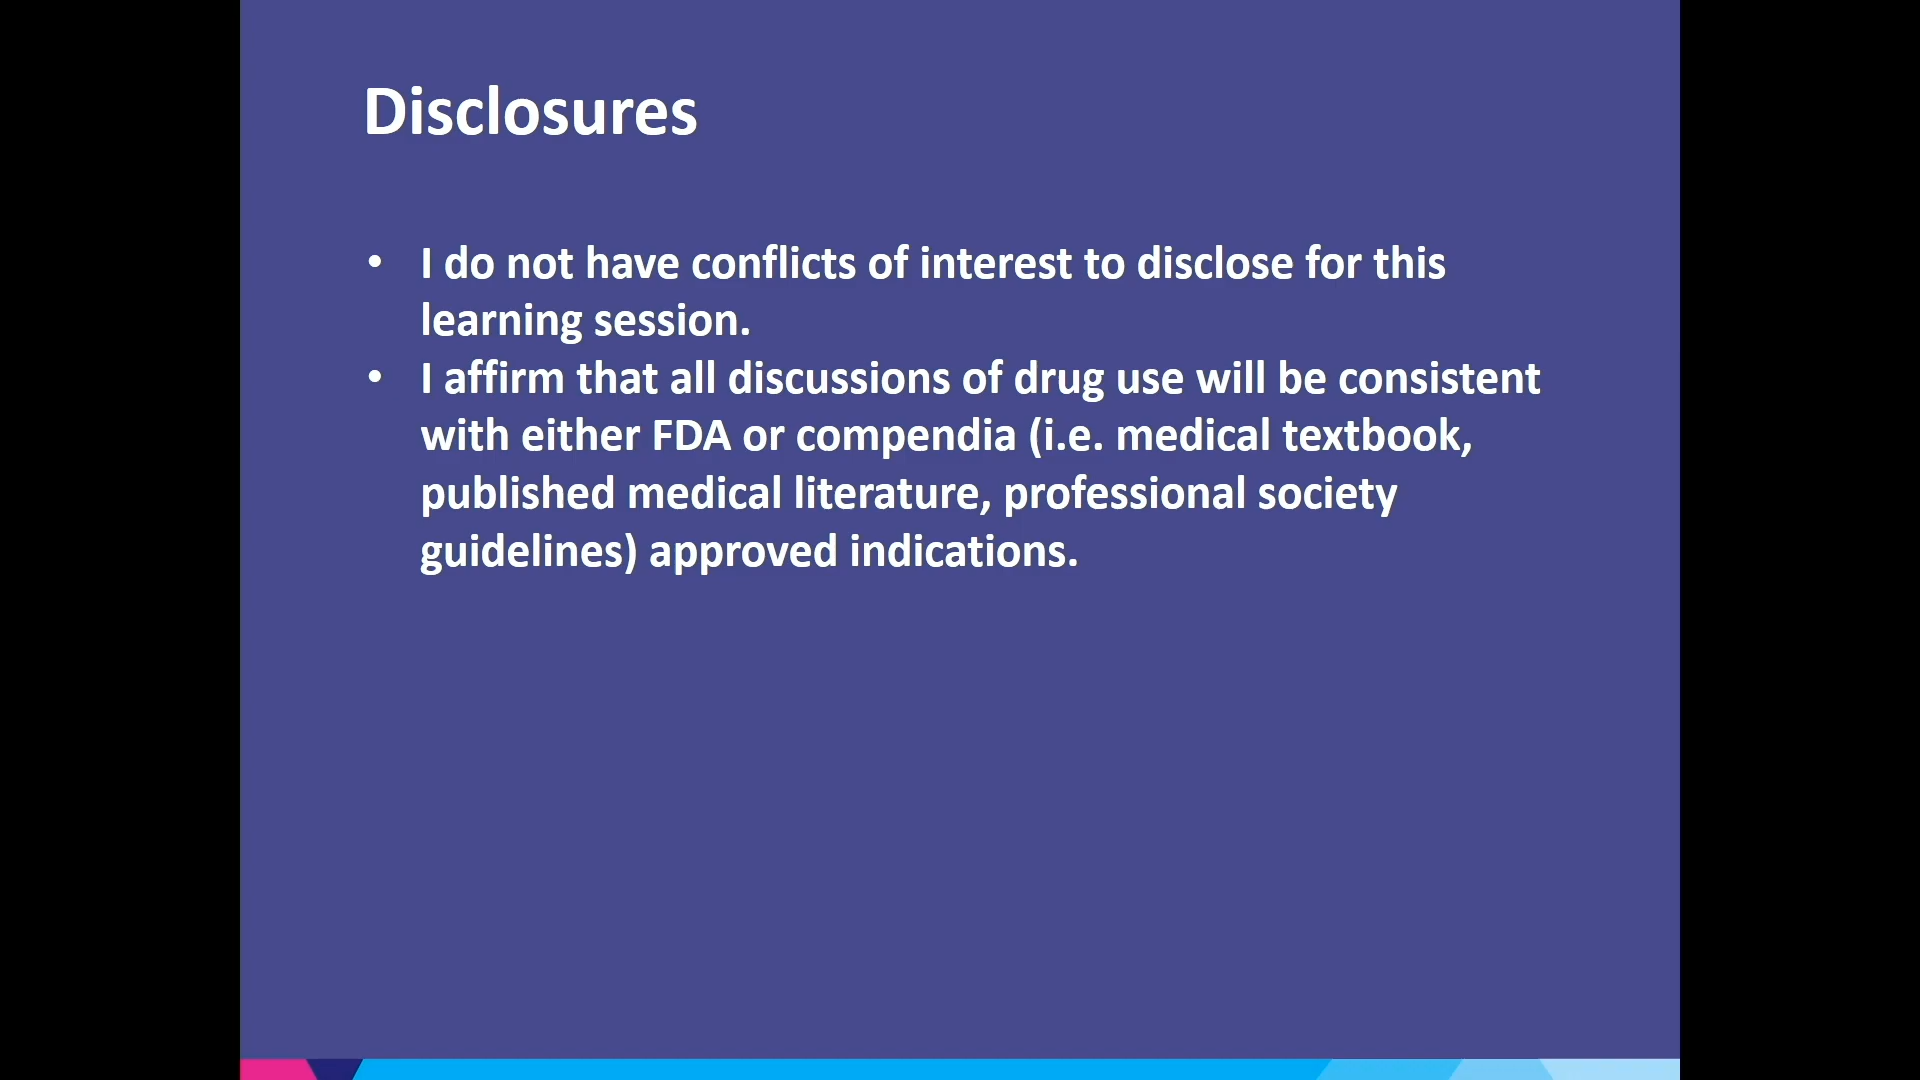 Disclosures
• I do not have conflicts of interest to disclose for this
learning session.
• I affirm that all discussions of drug use will be consistent
with either FDA or compendia (i.e. medical textbook,
published medical literature, professional society
guidelines) approved indications.